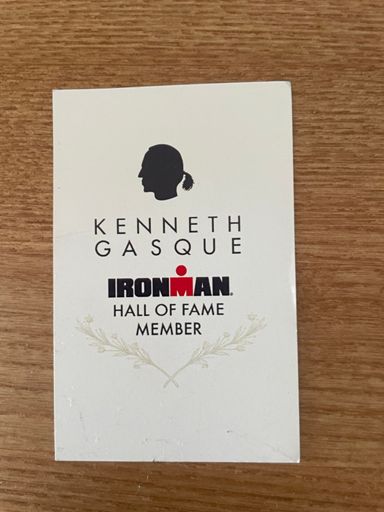 KENNETH
GASQUE
IRONMAN®
HALL OF FAME
MEMBER